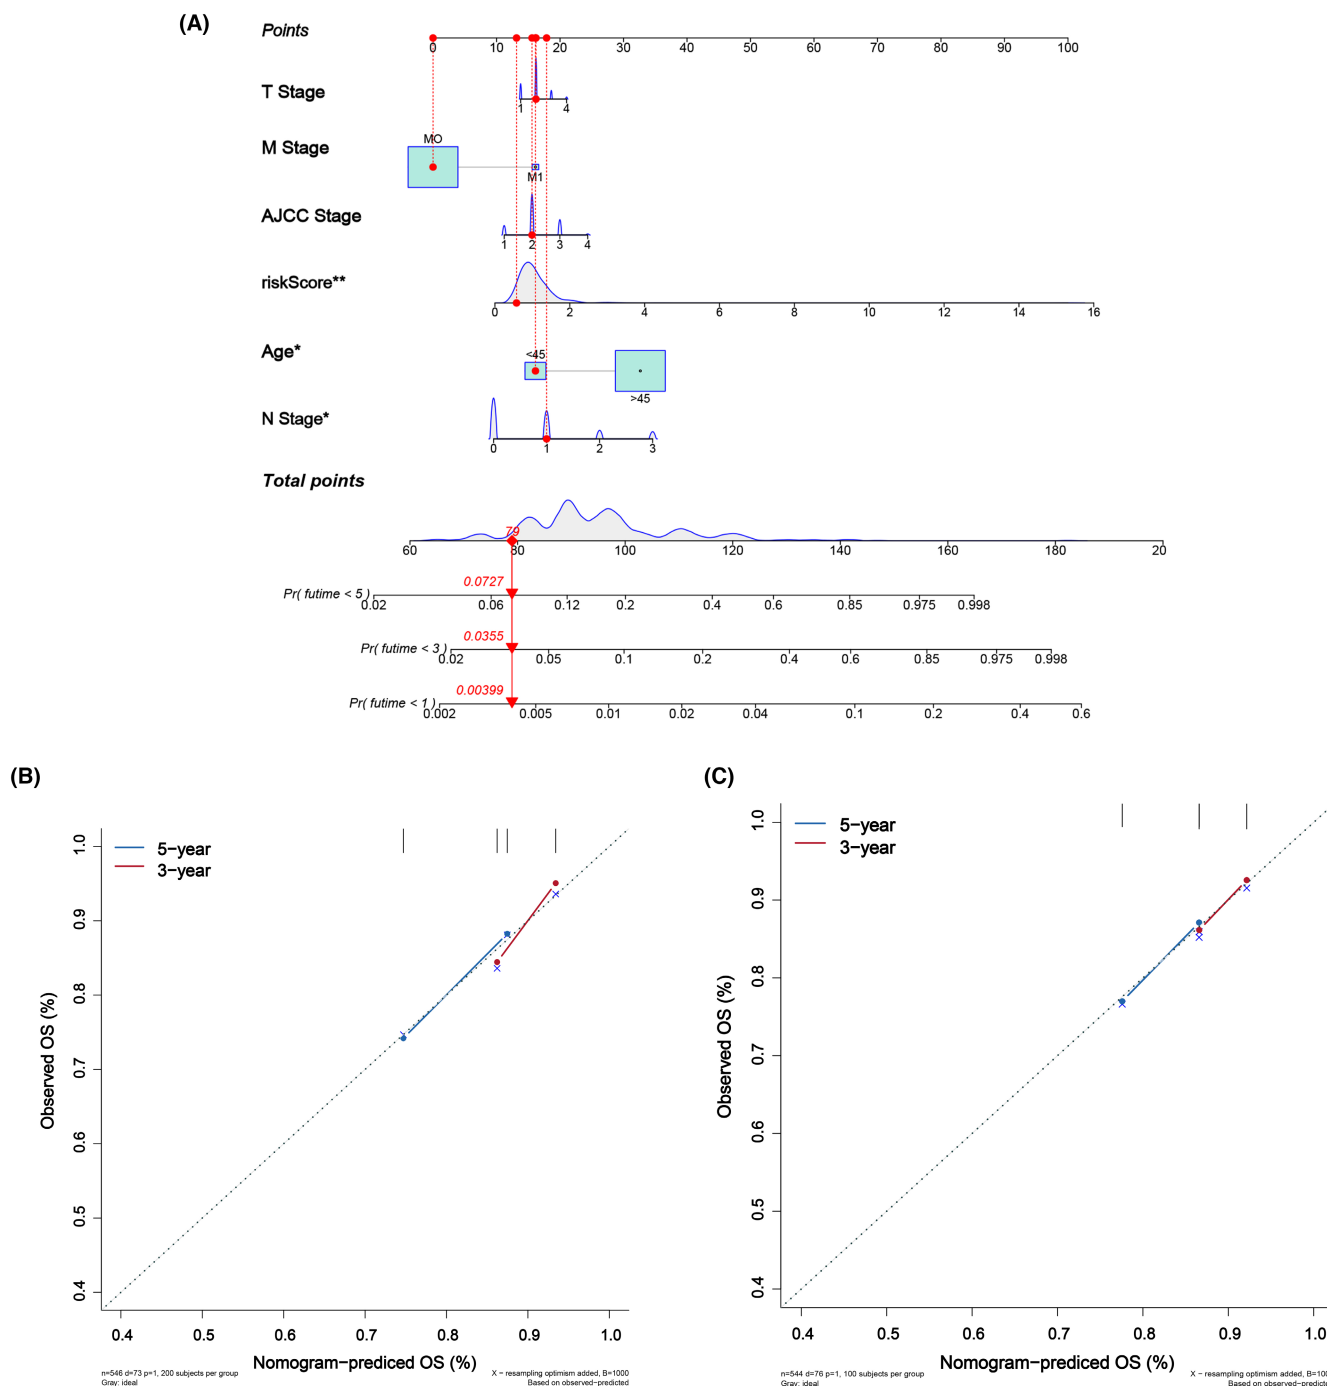 (A)
Points
0 10 20 30 40 50 60 70 80 90 100
T Stage
1 4
M Stage
MO
M1
AJCC Stage
1 2 3 4
riskScore**
0 2 4 6 8 10 12 14 16
Age*
<45
>45
N Stage*
0 1 2 3
Total points
79
60 80 100 120 140 160 180 20
0.0727
Pr( futime < 5 )
0.02 0.06 0.12 0.2 0.4 0.6 0.85 0.975 0.998
0.0355
Pr( futime < 3 )
0.02 0.05 0.1 0.2 0.4 0.6 0.85 0.975 0.998
0.00399
Pr( futime < 1 )
0.002 0.005 0.01 0.02 0.04 0.1 0.2 0.4 0.6
(B)
5−year
3−year
Observed OS (%)
1.0
0.9
0.8
0.7
0.6
0.5
0.4
0.4 0.5 0.6 0.7 0.8 0.9 1.0
Nomogram−prediced OS (%)
n=546 d=73 p=1, 200 subjects per group
Gray: ideal
X − resampling optimism added, B=1000
Based on observed−predicted
(C)
5−year
3−year
Observed OS (%)
1.0
0.9
0.8
0.7
0.6
0.5
0.4
0.4 0.5 0.6 0.7 0.8 0.9 1.0
Nomogram−prediced OS (%)
n=544 d=76 p=1, 100 subjects per group
Gray: ideal
X − resampling optimism added, B=100
Based on observed−predicte